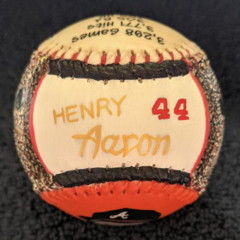 3,298 Games
3,771 Hits
HENRY 44
Aaron
A